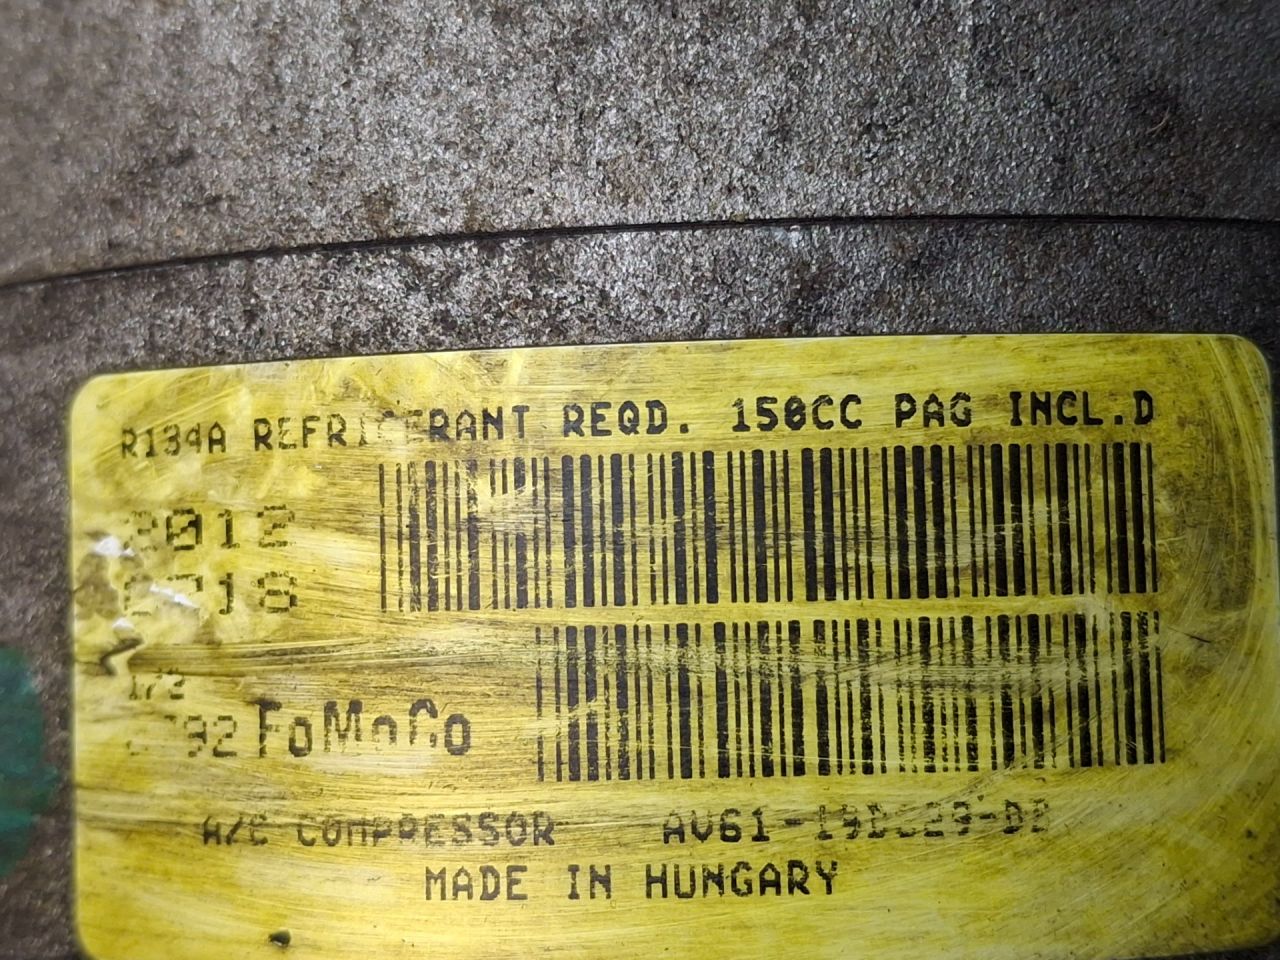 R134A REFRIGERANT REQD. 150CC PAG INCL.D
2012
FoMoCo
A/C COMPRESSOR
MADE IN HUNGARY